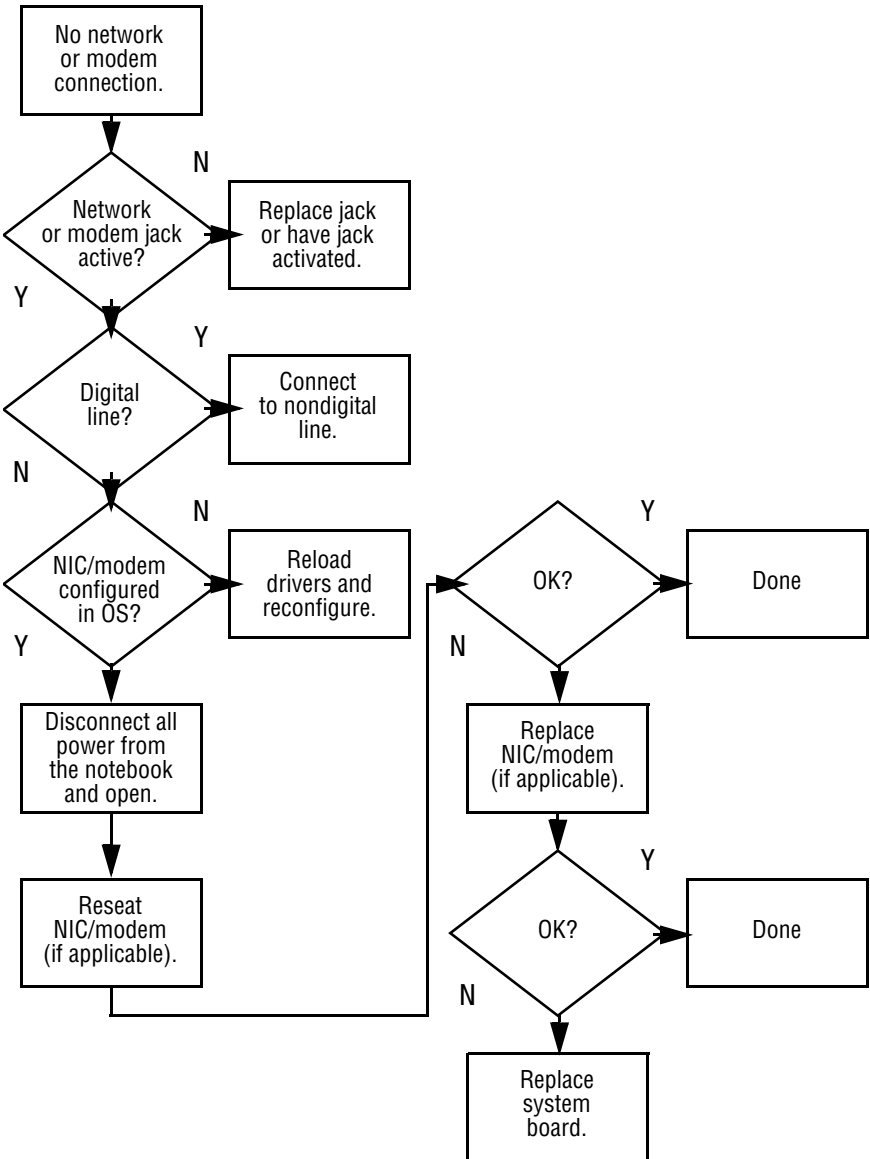 No network
or modem
connection.
N
Network
or modem jack
active?
Replace jack
or have jack
activated.
Y
Y
Digital
line?
Connect
to nondigital
line.
N
N
NIC/modem
configured
in OS?
Reload
drivers and
reconfigure.
Y
Disconnect all
power from
the notebook
and open.
Reseat
NIC/modem
(if applicable).
Y
OK?
Done
N
Replace
NIC/modem
(if applicable).
Y
OK?
Done
N
Replace
system
board.